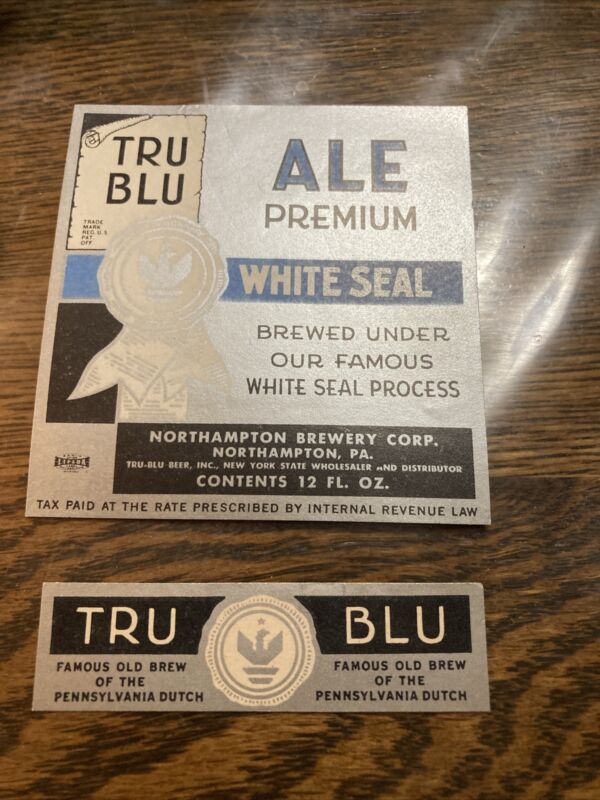 TRU
BLU
TRADE
MARK
REG. U.S.
PAT.
OFF.
ALE
PREMIUM
WHITE SEAL
BREWED UNDER
OUR FAMOUS
WHITE SEAL PROCESS
NORTHAMPTON BREWERY CORP.
NORTHAMPTON, PA.
TRU-BLU BEER, INC., NEW YORK STATE WHOLESALER AND DISTRIBUTOR
CONTENTS 12 FL. OZ.
TAX PAID AT THE RATE PRESCRIBED BY INTERNAL REVENUE LAW
TRU BLU
FAMOUS OLD BREW
OF THE
PENNSYLVANIA DUTCH
FAMOUS OLD BREW
OF THE
PENNSYLVANIA DUTCH